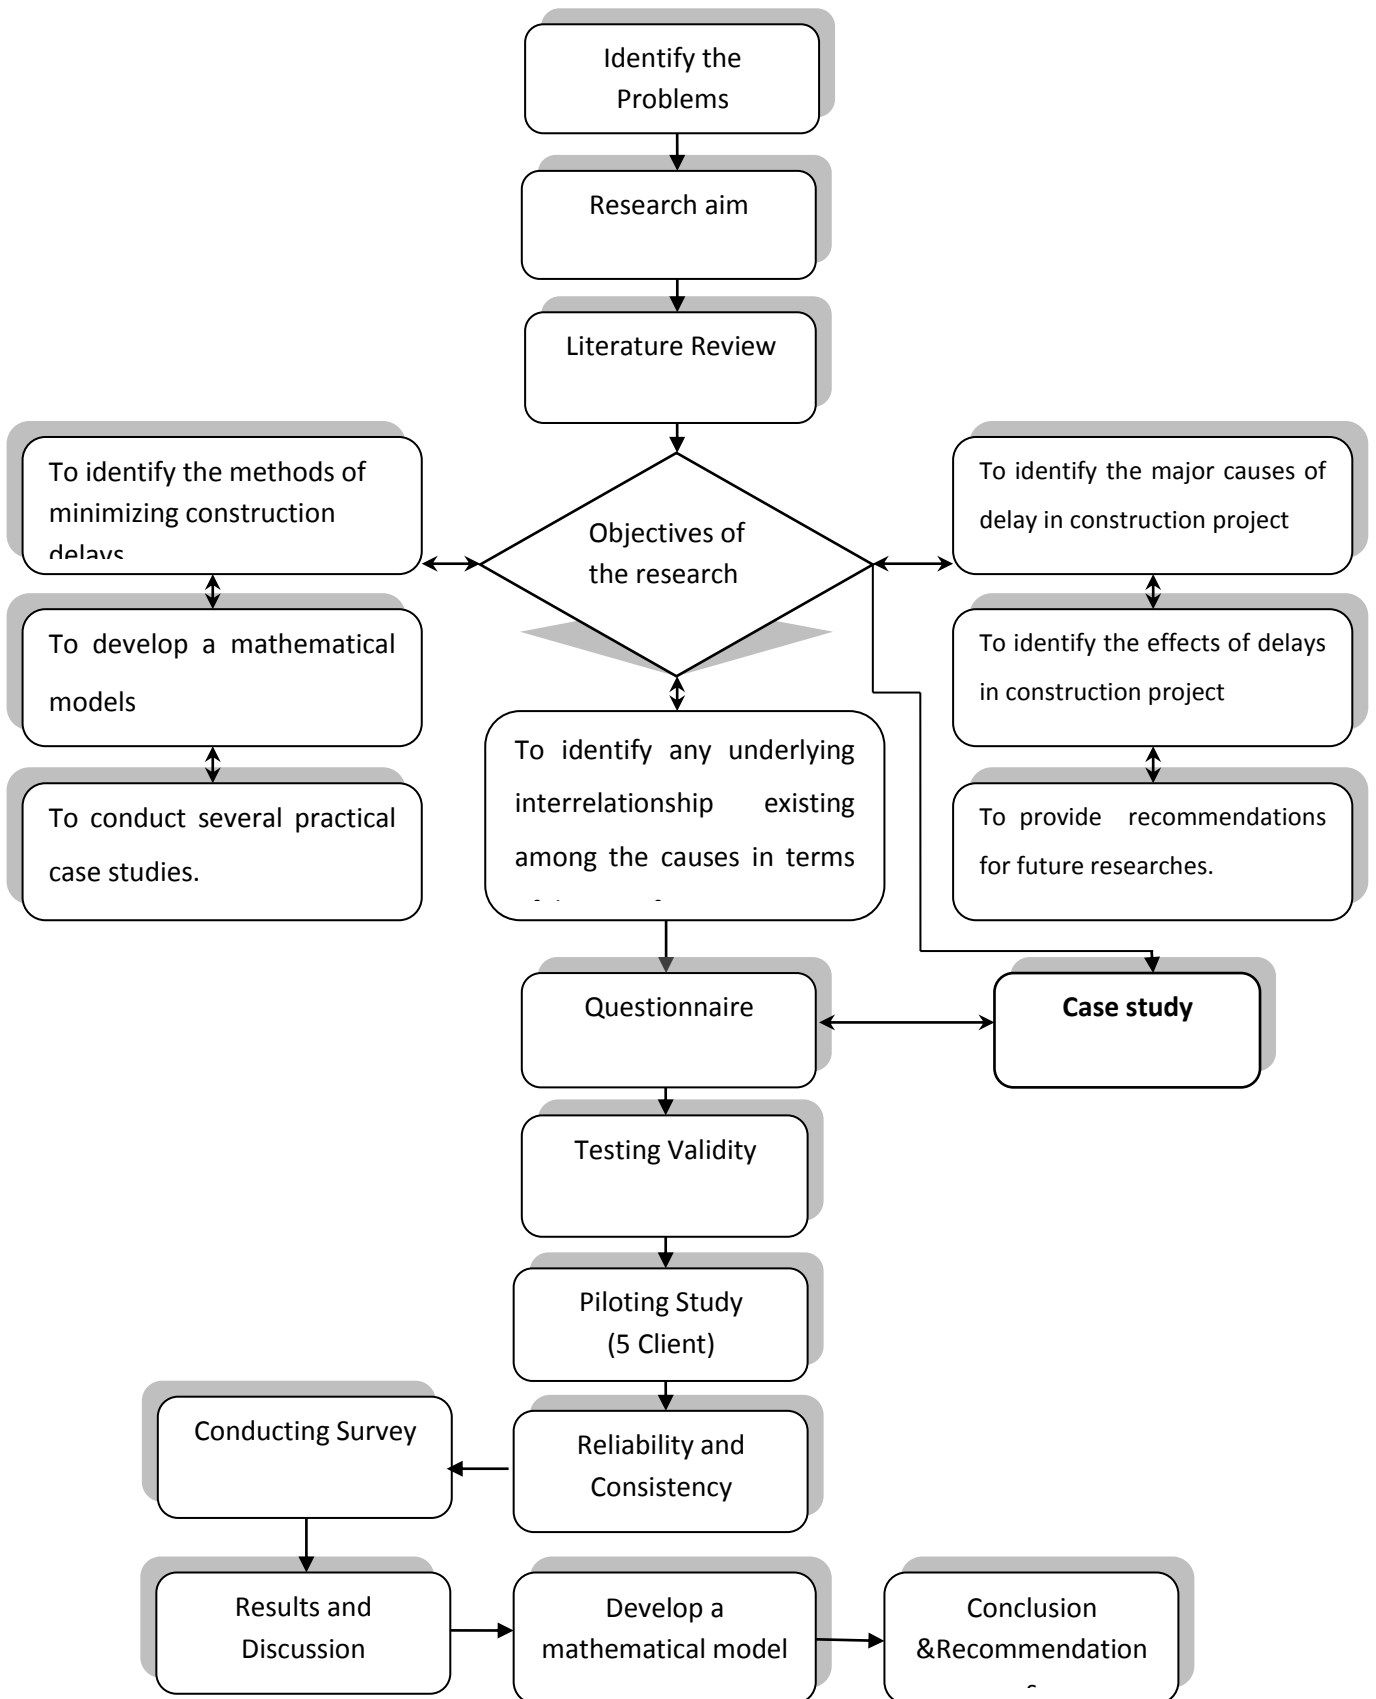 Identify the
Problems
Research aim
Literature Review
Objectives of
the research
To identify the methods of
minimizing construction
delays
To develop a mathematical
models
To conduct several practical
case studies.
To identify any underlying
interrelationship existing
among the causes in terms
To identify the major causes of
delay in construction project
To identify the effects of delays
in construction project
To provide recommendations
for future researches.
Questionnaire
Case study
Testing Validity
Piloting Study
(5 Client)
Reliability and
Consistency
Conducting Survey
Results and
Discussion
Develop a
mathematical model
Conclusion
&Recommendation